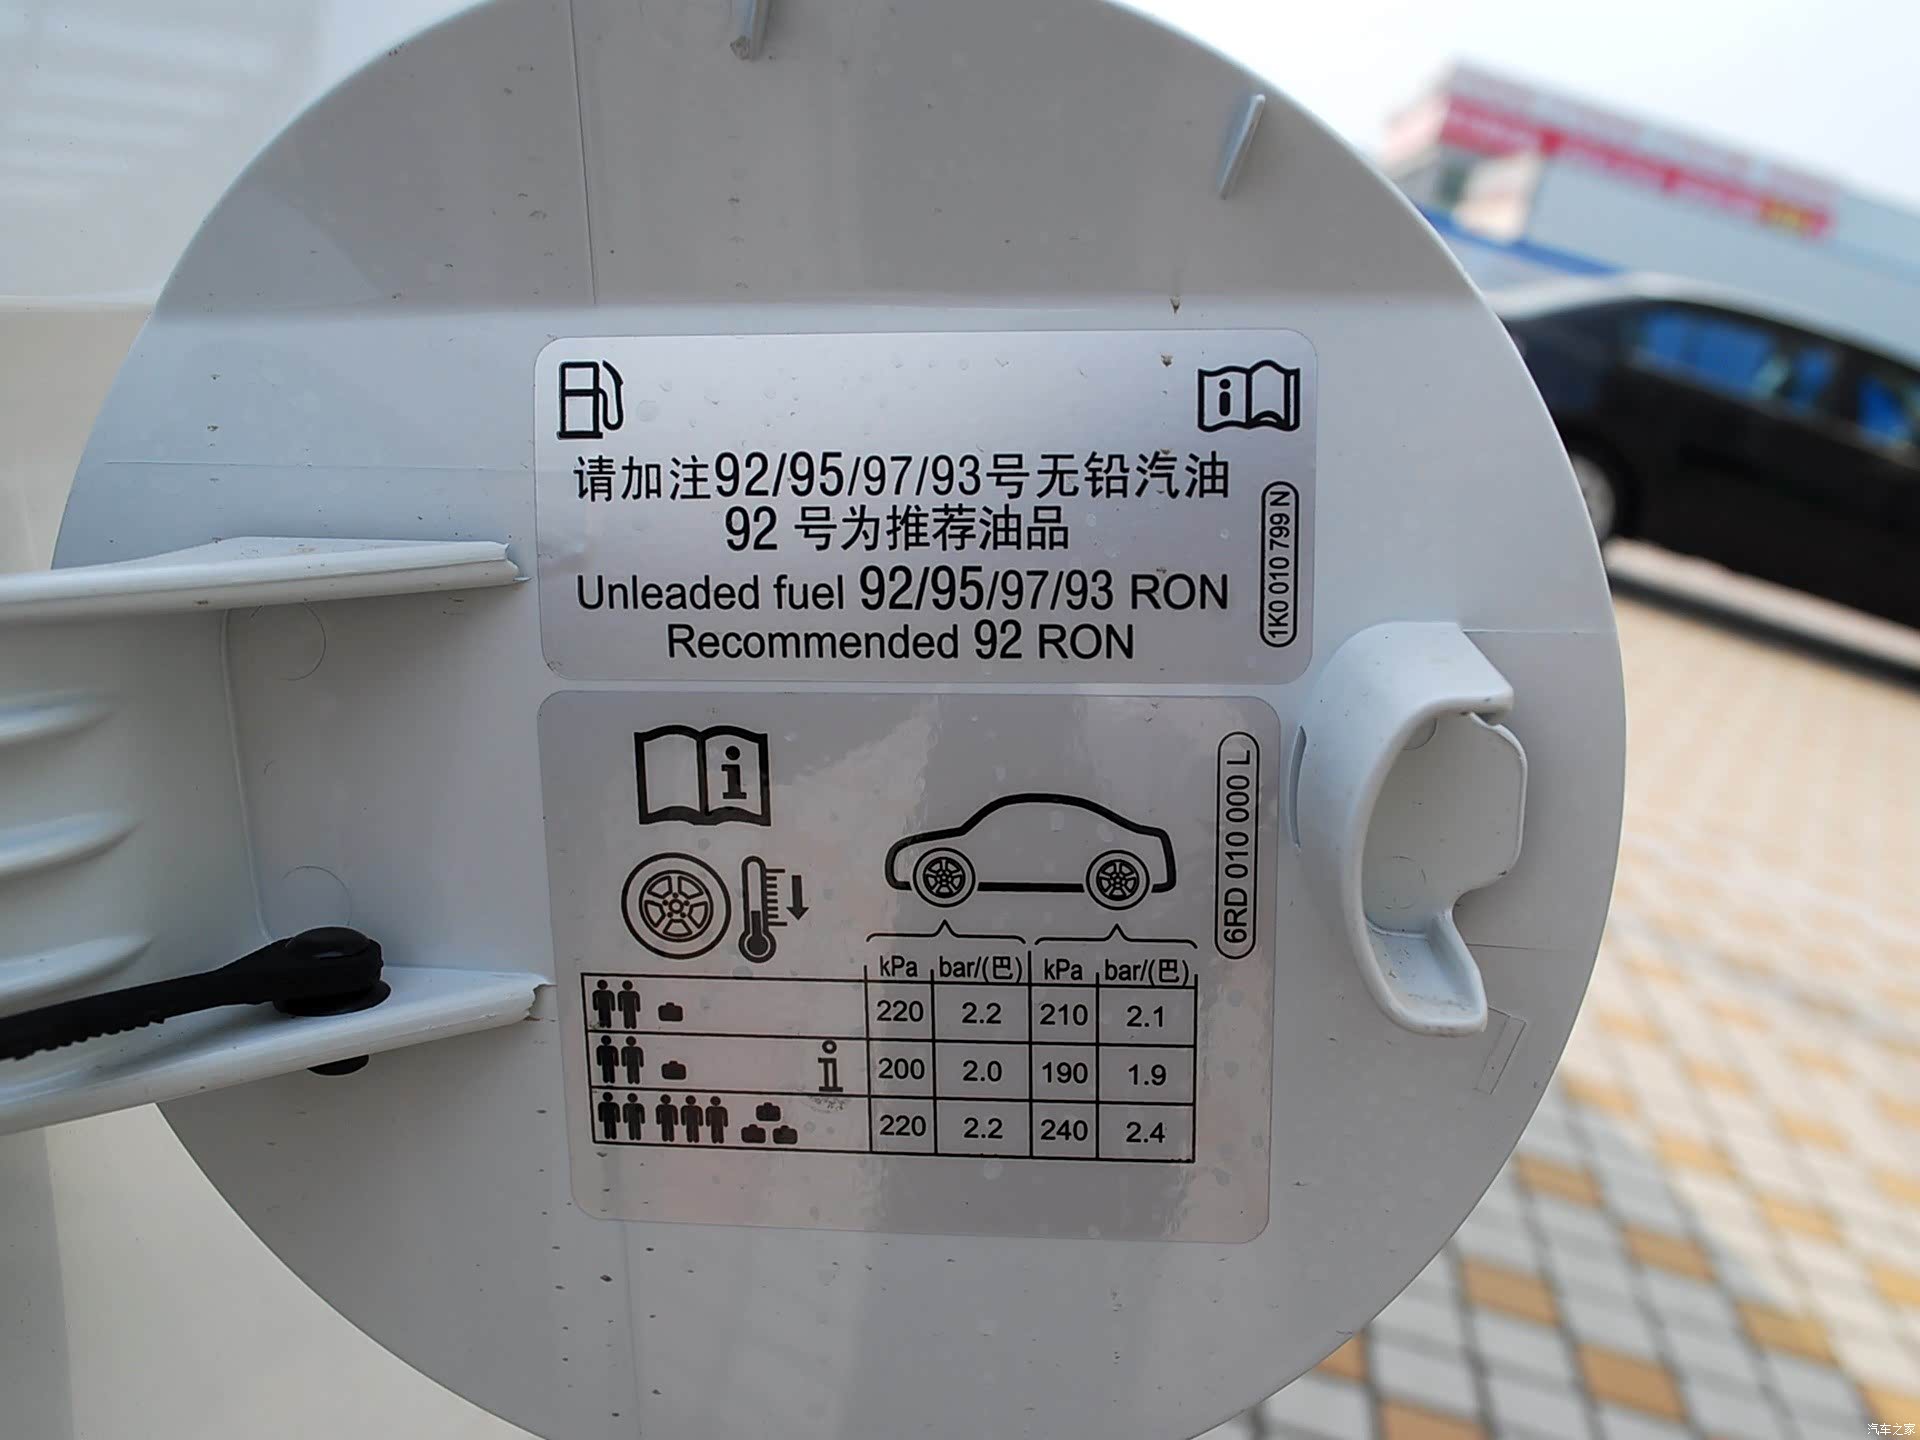 请加注92/95/97/93号无铅汽油
92 号为推荐油品
Unleaded fuel 92/95/97/93 RON
Recommended 92 RON
1K0 010 799 N
6RD 010 000 L
kPa bar/(巴) kPa bar/(巴)
220 2.2 210 2.1
i 200 2.0 190 1.9
220 2.2 240 2.4
汽车之家